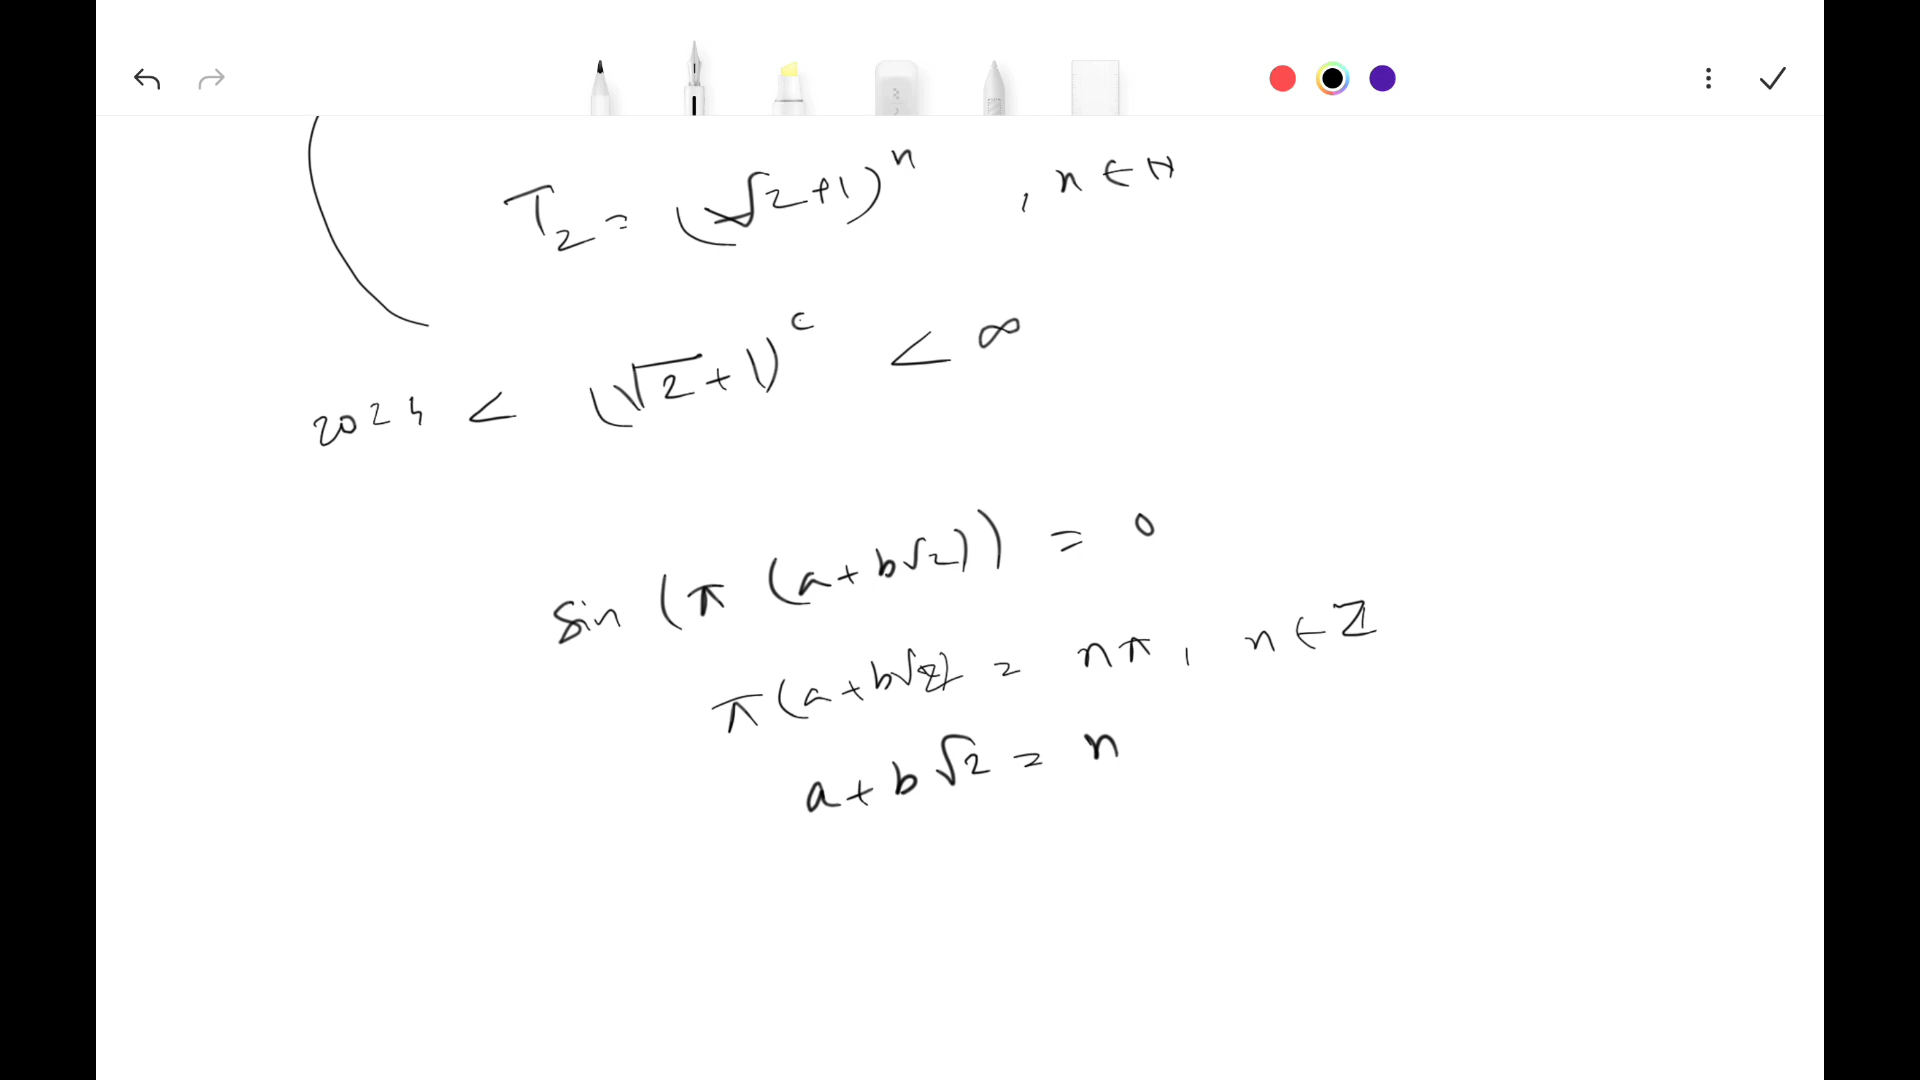 T₂ = (√2+1)ⁿ , n ∈ N
2024 < (√2+1)ᶜ < ∞
Sin (π (a+b√2)) = 0
π(a+b√2) = nπ, n ∈ Z
a+b√2 = n